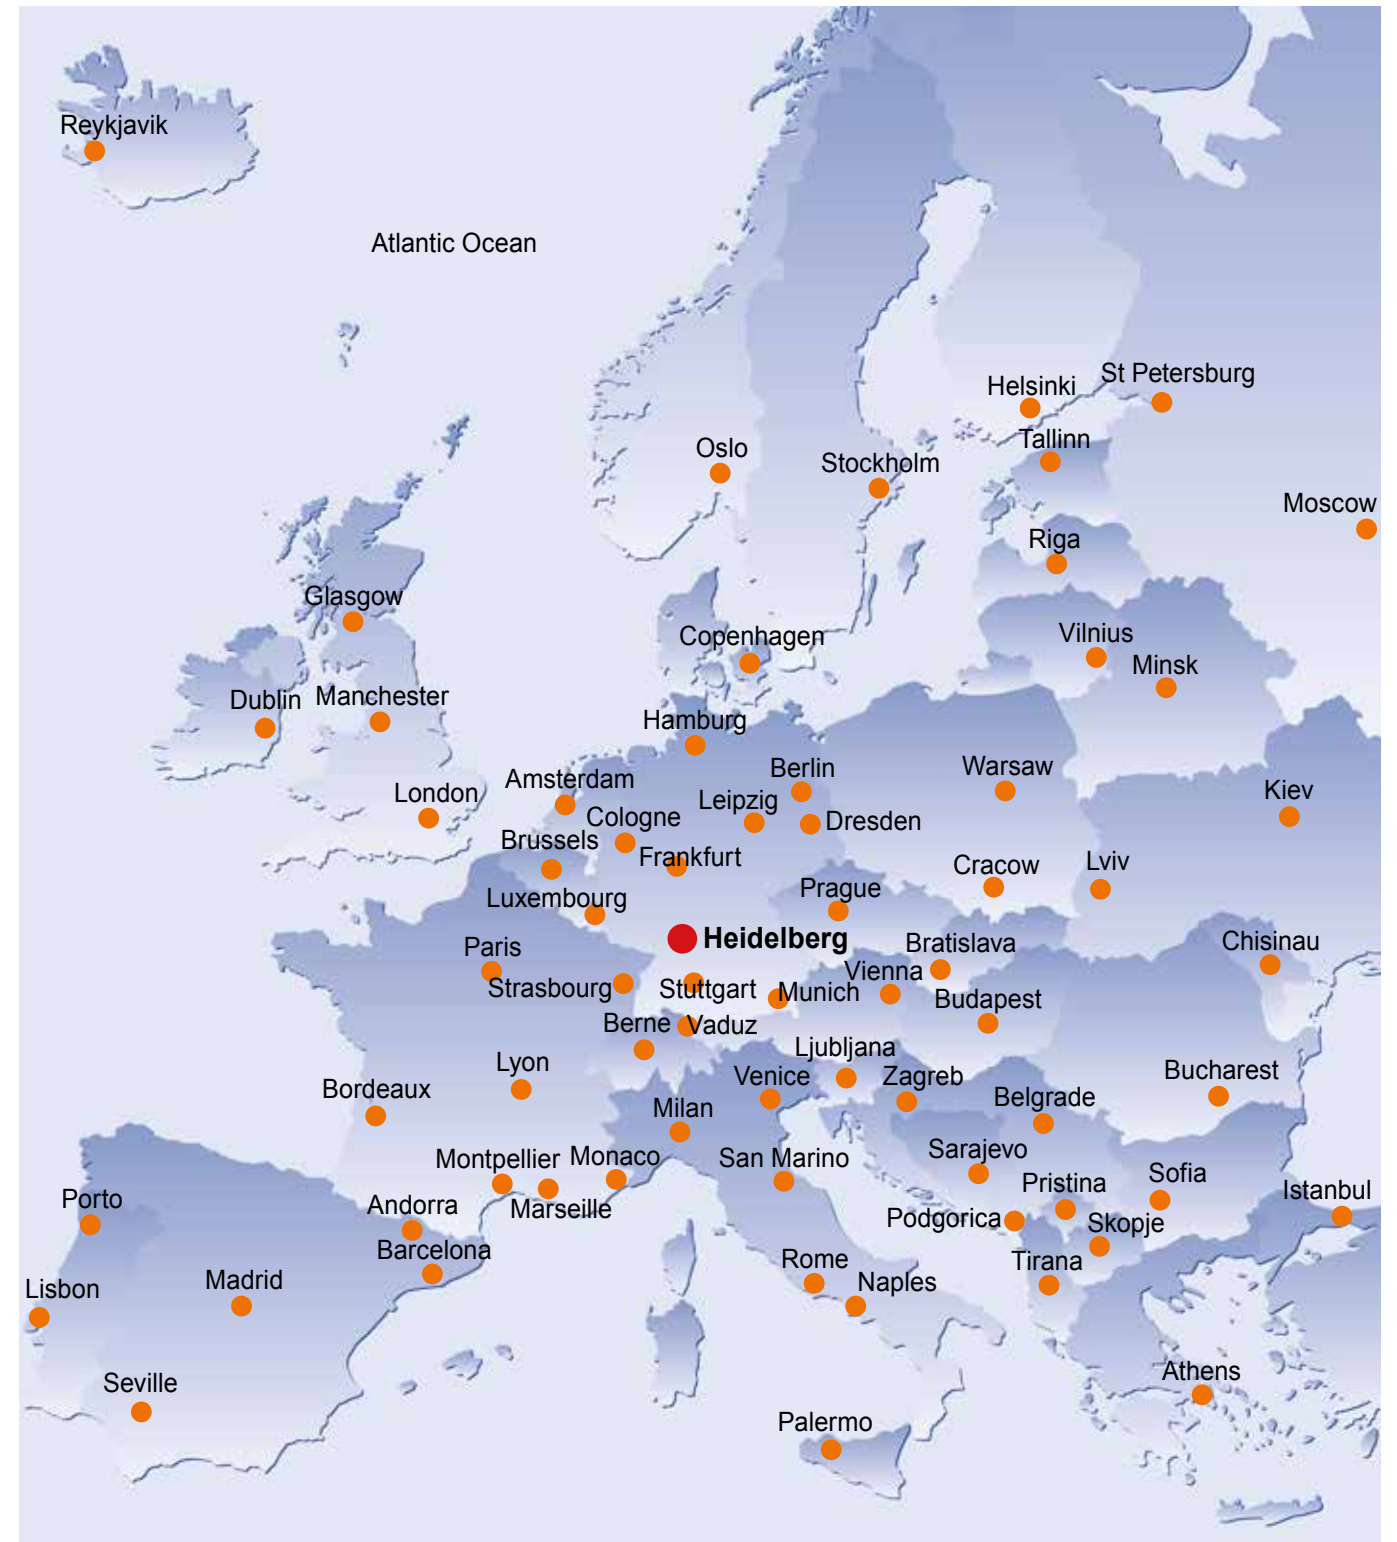 Reykjavik
Atlantic Ocean
St Petersburg
Helsinki
Tallinn
Oslo
Stockholm
Moscow
Riga
Glasgow
Copenhagen
Vilnius
Minsk
Dublin
Manchester
Hamburg
Berlin
Warsaw
Amsterdam
Kiev
London
Leipzig
Cologne
Dresden
Brussels
Frankfurt
Cracow
Lviv
Prague
Luxembourg
Heidelberg
Paris
Bratislava
Chisinau
Vienna
Strasbourg
Stuttgart
Munich
Budapest
Berne
Vaduz
Ljubljana
Lyon
Venice
Zagreb
Bucharest
Bordeaux
Belgrade
Milan
Montpellier
Monaco
San Marino
Sarajevo
Sofia
Pristina
Istanbul
Porto
Andorra
Marseille
Podgorica
Skopje
Barcelona
Rome
Tirana
Lisbon
Madrid
Naples
Seville
Athens
Palermo